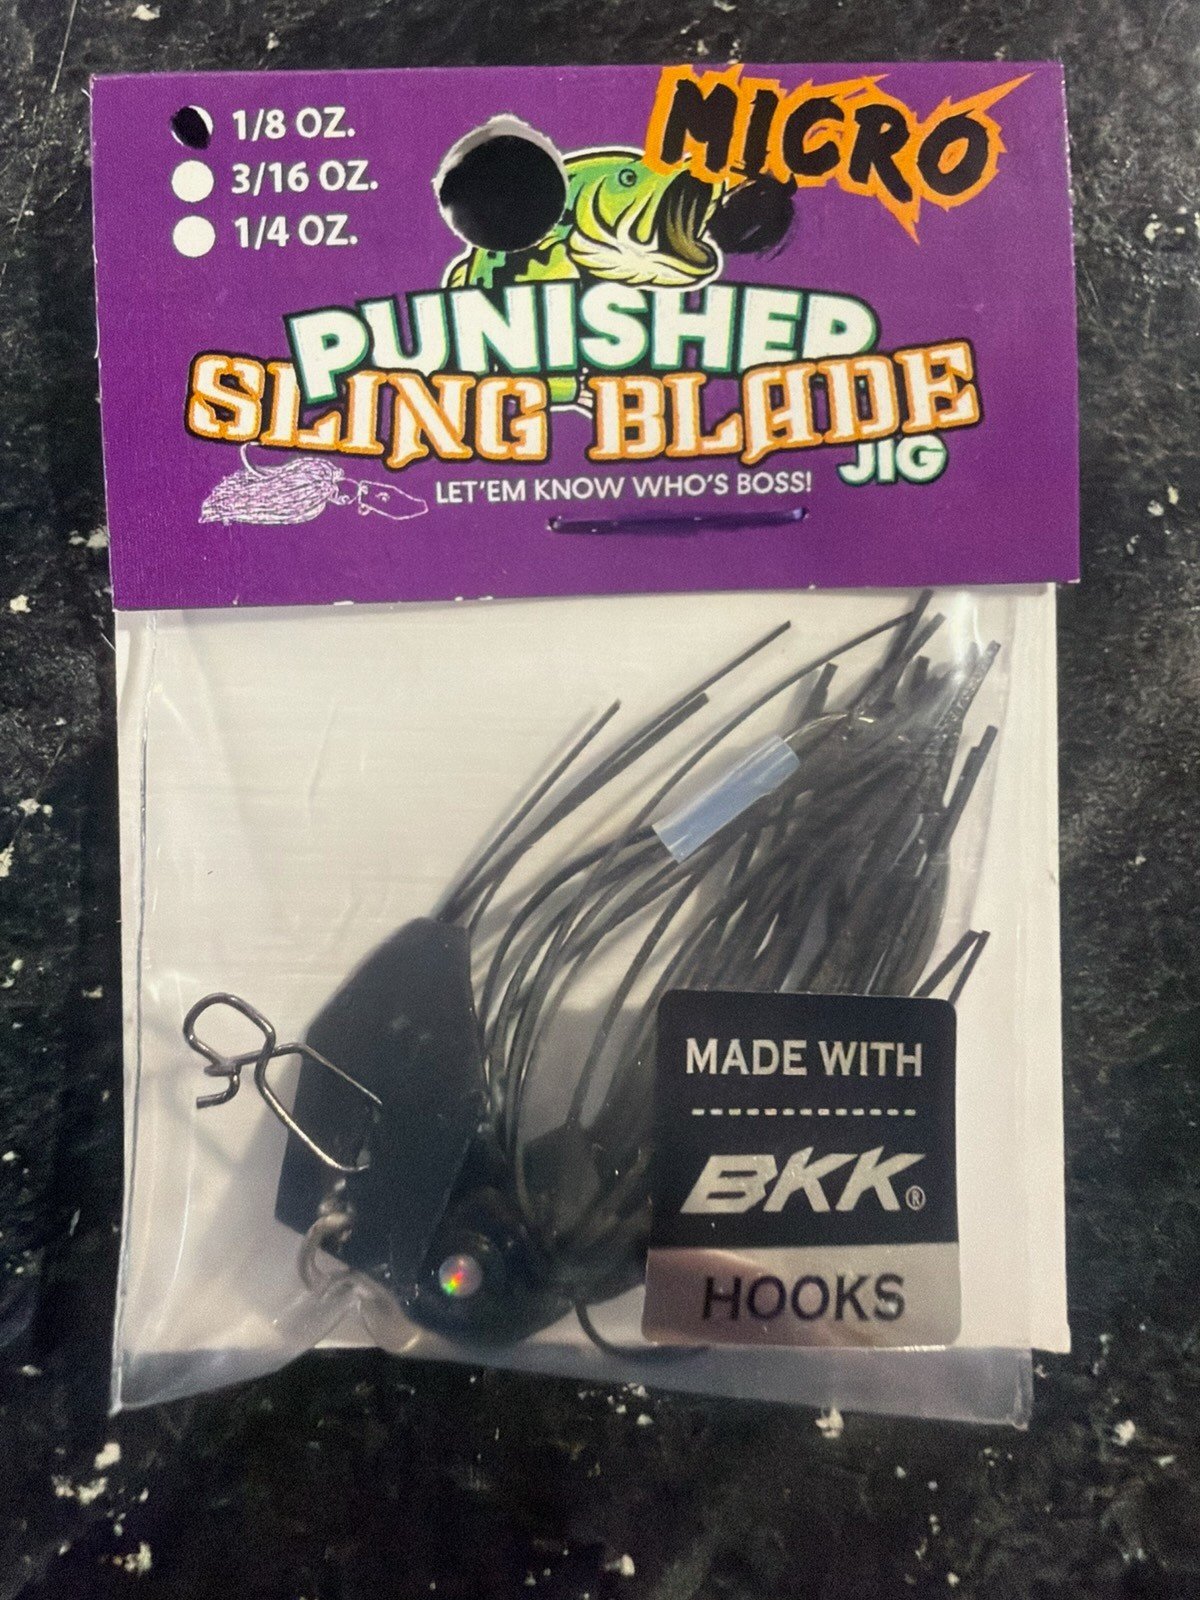 1/8 OZ.
3/16 OZ.
1/4 OZ.
MICRO
PUNISHER
SLING BLADE
JIG
LET'EM KNOW WHO'S BOSS!
MADE WITH
BKK®
HOOKS